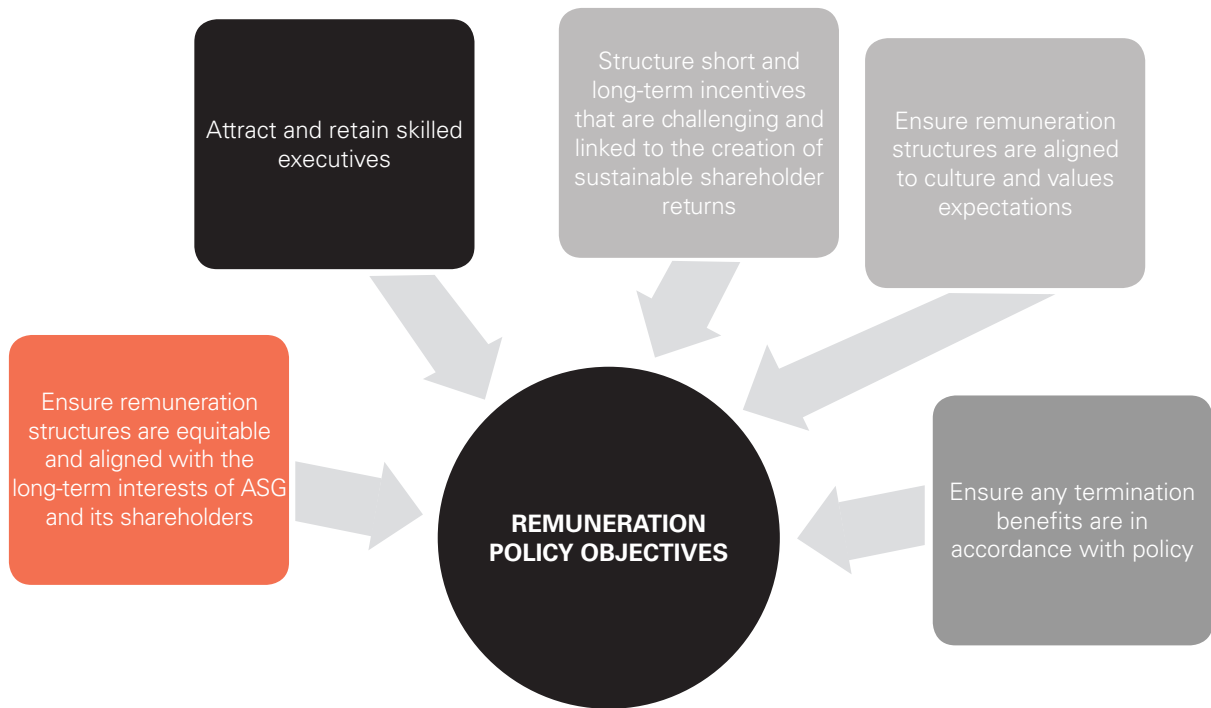 Attract and retain skilled
executives
Structure short and
long-term incentives
that are challenging and
linked to the creation of
sustainable shareholder
returns
Ensure remuneration
structures are aligned
to culture and values
expectations
Ensure remuneration
structures are equitable
and aligned with the
long-term interests of ASG
and its shareholders
Ensure any termination
benefits are in
accordance with policy
REMUNERATION
POLICY OBJECTIVES